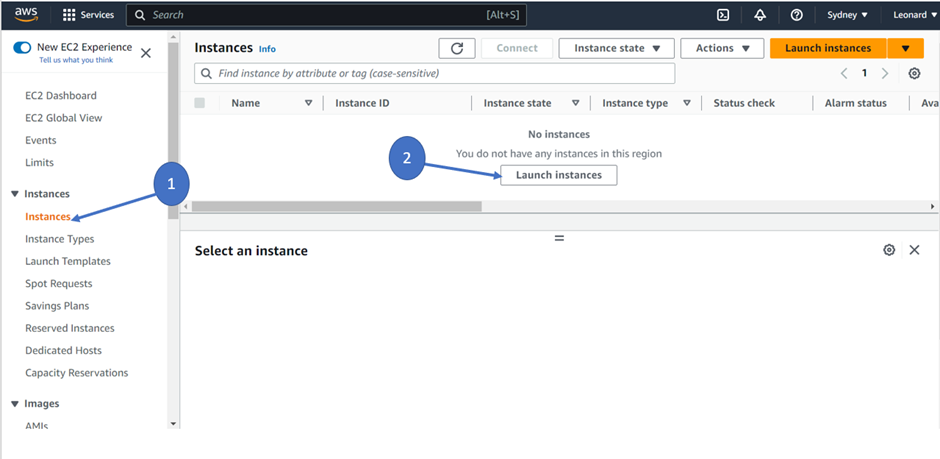 aws Services Search [Alt+S] Sydney Leonard
New EC2 Experience
Tell us what you think
EC2 Dashboard
EC2 Global View
Events
Limits
Instances
Instances
Instance Types
Launch Templates
Spot Requests
Savings Plans
Reserved Instances
Dedicated Hosts
Capacity Reservations
Images
AMIs
1
Instances Info Connect Instance state Actions Launch instances
Find instance by attribute or tag (case-sensitive) 1
Name Instance ID Instance state Instance type Status check Alarm status Ava
No instances
You do not have any instances in this region
2
Launch instances
Select an instance